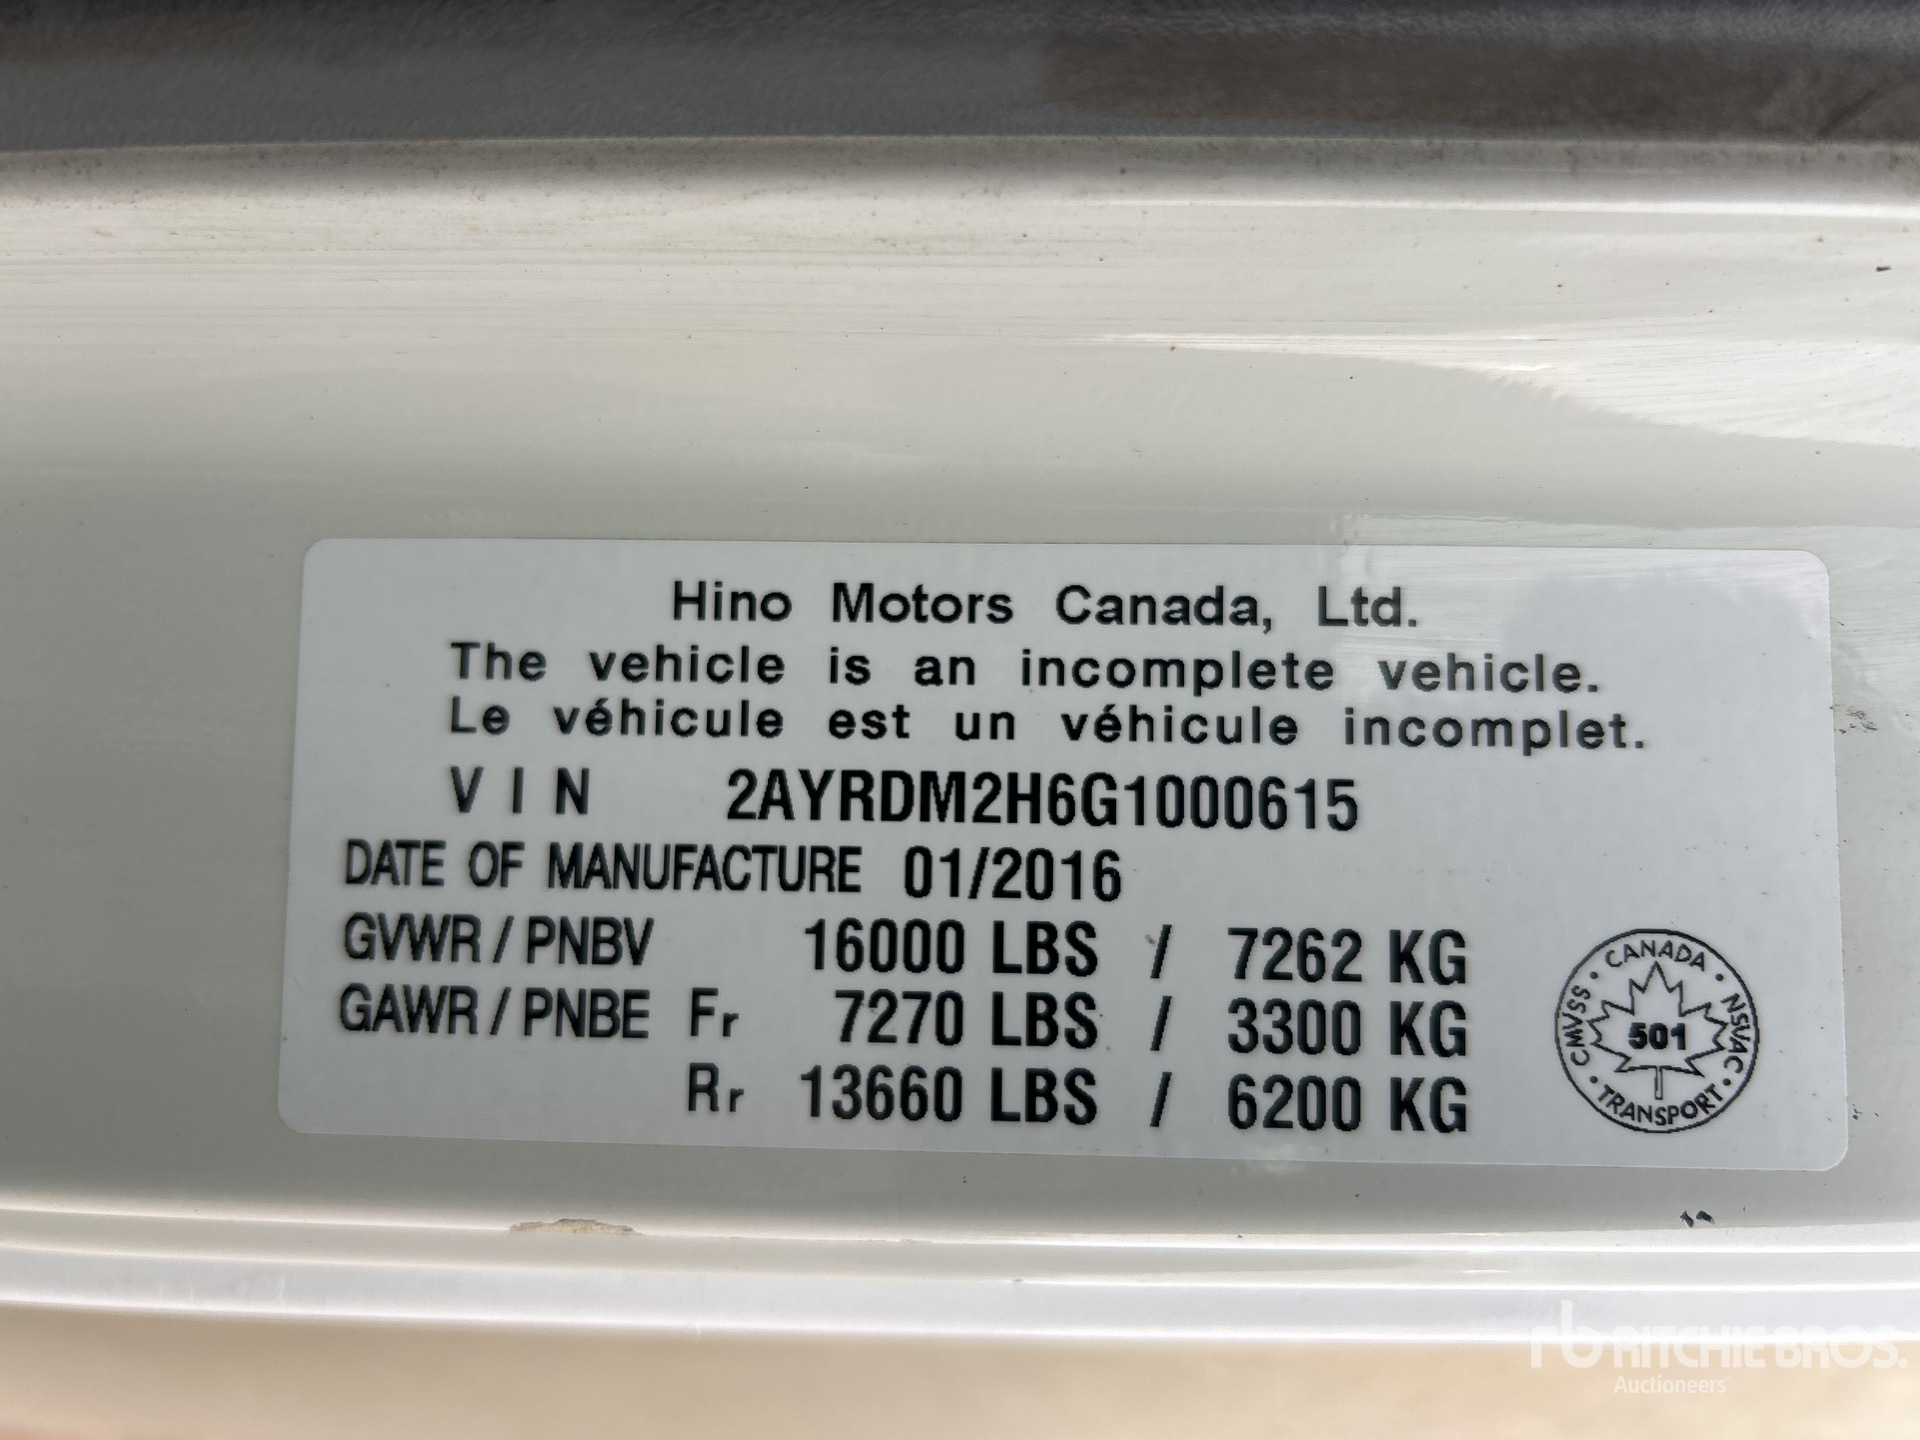 Hino Motors Canada, Ltd.
The vehicle is an incomplete vehicle.
Le véhicule est un véhicule incomplet.
VIN 2AYRDM2H6G1000615
DATE OF MANUFACTURE 01/2016
GVWR / PNBV 16000 LBS / 7262 KG
GAWR / PNBE Fr 7270 LBS / 3300 KG
Rr 13660 LBS / 6200 KG
CANADA
CMVSS
NSVAC
501
TRANSPORT
rb RITCHIE BROS.
Auctioneers